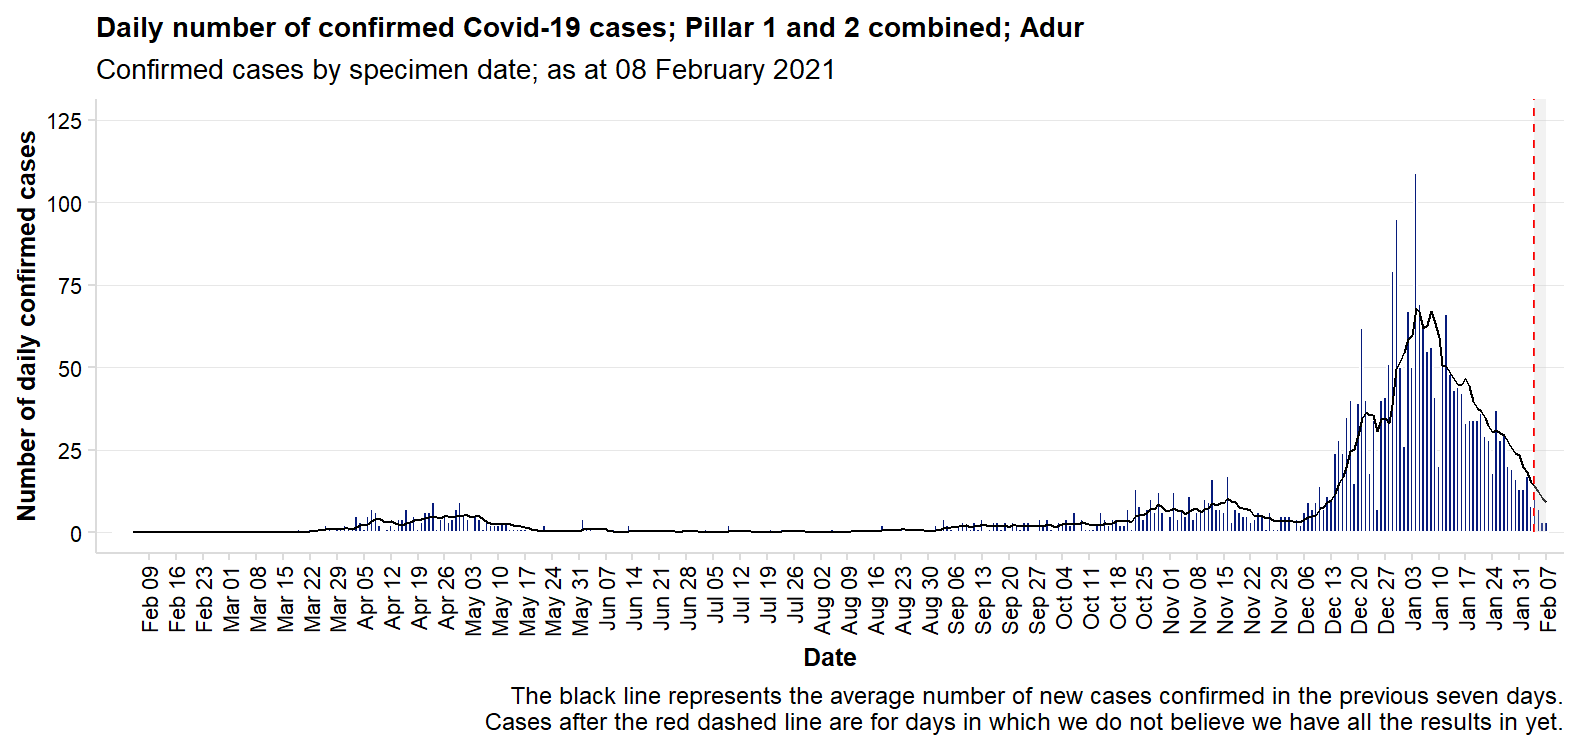 Daily number of confirmed Covid-19 cases; Pillar 1 and 2 combined; Adur
Confirmed cases by specimen date; as at 08 February 2021
Number of daily confirmed cases
125
100
75
50
25
0
Feb 09
Feb 16
Feb 23
Mar 01
Mar 08
Mar 15
Mar 22
Mar 29
Apr 05
Apr 12
Apr 19
Apr 26
May 03
May 10
May 17
May 24
May 31
Jun 07
Jun 14
Jun 21
Jun 28
Jul 05
Jul 12
Jul 19
Jul 26
Aug 02
Aug 09
Aug 16
Aug 23
Aug 30
Sep 06
Sep 13
Sep 20
Sep 27
Oct 04
Oct 11
Oct 18
Oct 25
Nov 01
Nov 08
Nov 15
Nov 22
Nov 29
Dec 06
Dec 13
Dec 20
Dec 27
Jan 03
Jan 10
Jan 17
Jan 24
Jan 31
Feb 07
Date
The black line represents the average number of new cases confirmed in the previous seven days.
Cases after the red dashed line are for days in which we do not believe we have all the results in yet.